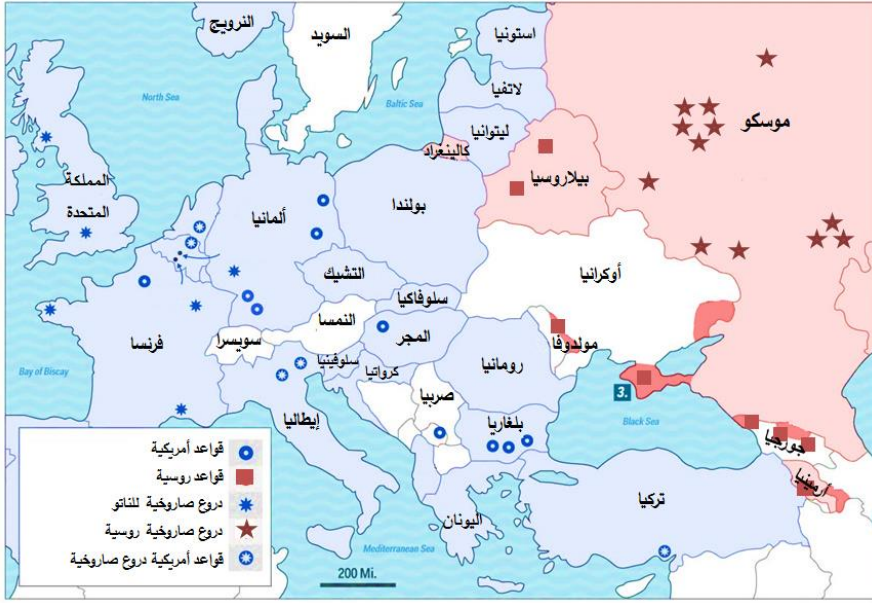 النرويج
السويد
استونيا
لاتفيا
ليتوانيا
كالينغراد
North Sea
Baltic Sea
موسكو
بيلاروسيا
المملكة
المتحدة
ألمانيا
بولندا
أوكرانيا
التشيك
سلوفاكيا
النمسا
المجر
مولدوفا
فرنسا
سويسرا
سلوفينيا
كرواتيا
رومانيا
Bay of Biscay
صربيا
3.
إيطاليا
بلغاريا
Black Sea
جورجيا
أرمينيا
تركيا
اليونان
Mediterranean Sea
200 Mi.
قواعد أمريكية
قواعد روسية
دروع صاروخية للناتو
دروع صاروخية روسية
قواعد أمريكية دروع صاروخية